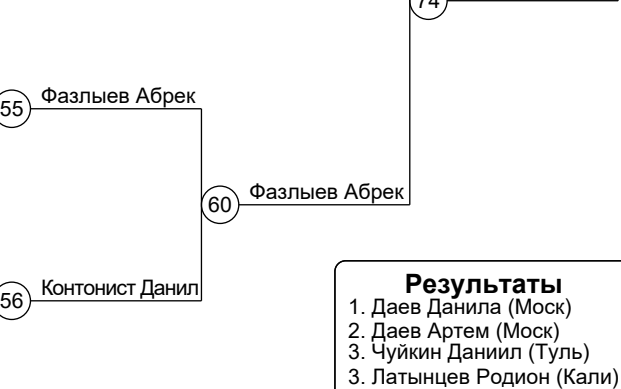 74
Фазлыев Абрек
55
Фазлыев Абрек
60
Контонист Данил
56
Результаты
1. Даев Данила (Моск)
2. Даев Артем (Моск)
3. Чуйкин Даниил (Туль)
3. Латынцев Родион (Кали)